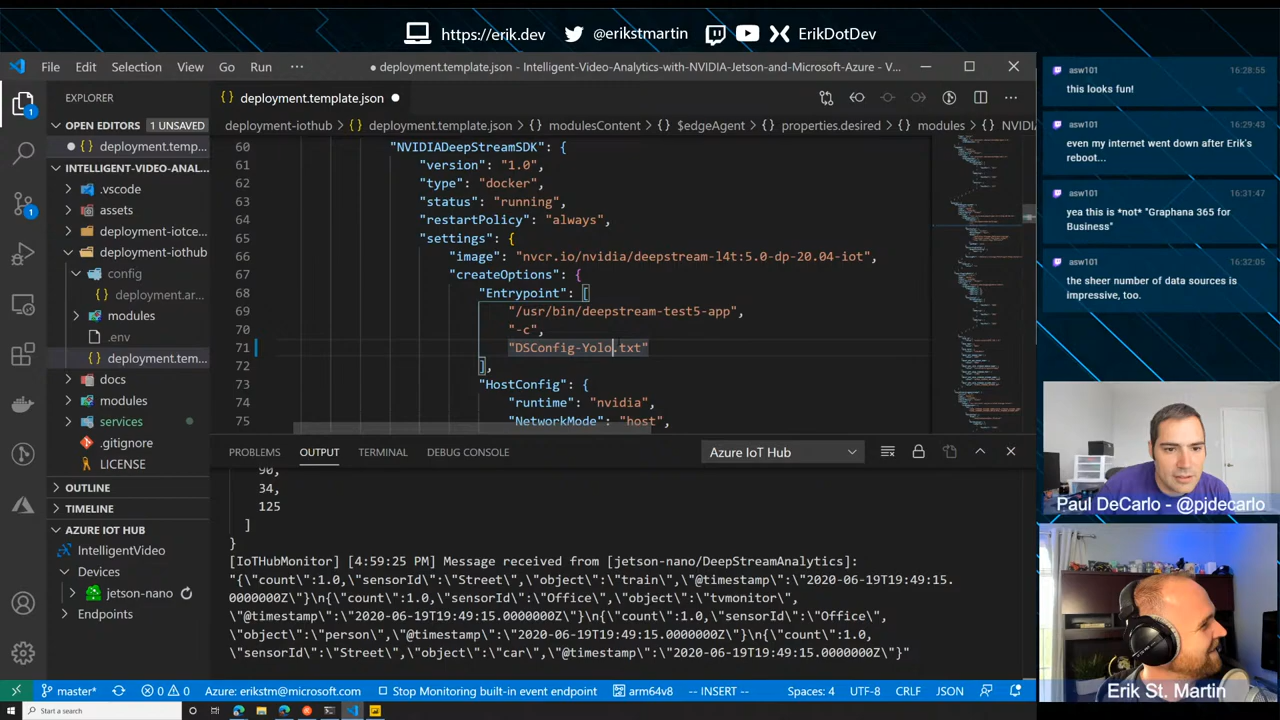 https://erik.dev @erikstmartin ErikDotDev
File Edit Selection View Go Run ··· ● deployment.template.json - Intelligent-Video-Analytics-with-NVIDIA-Jetson-and-Microsoft-Azure - V...
EXPLORER
OPEN EDITORS 1 UNSAVED
deployment.temp...
INTELLIGENT-VIDEO-ANAL...
.vscode
assets
deployment-iotce...
deployment-iothub
config
deployment.ar...
modules
.env
deployment.tem...
docs
modules
services
.gitignore
LICENSE
OUTLINE
TIMELINE
AZURE IOT HUB
IntelligentVideo
Devices
jetson-nano
Endpoints
{} deployment.template.json ●
deployment-iothub > {} deployment.template.json > {} modulesContent > {} $edgeAgent > {} properties.desired > {} modules > {} NVIDIA
60 "NVIDIADeepStreamSDK": {
61 "version": "1.0",
62 "type": "docker",
63 "status": "running",
64 "restartPolicy": "always",
65 "settings": {
66 "image": "nvcr.io/nvidia/deepstream-l4t:5.0-dp-20.04-iot",
67 "createOptions": {
68 "Entrypoint": [
69 "/usr/bin/deepstream-test5-app",
70 "-c",
71 "DSConfig-Yolo.txt"
72 ],
73 "HostConfig": {
74 "runtime": "nvidia",
75 "NetworkMode": "host",
PROBLEMS OUTPUT TERMINAL DEBUG CONSOLE Azure IoT Hub
90,
34,
125
]
}
[IoTHubMonitor] [4:59:25 PM] Message received from [jetson-nano/DeepStreamAnalytics]:
"{\"count\":1.0,\"sensorId\":\"Street\",\"object\":\"train\",\"@timestamp\":\"2020-06-19T19:49:15.
0000000Z\"}\n{\"count\":1.0,\"sensorId\":\"Office\",\"object\":\"tvmonitor\",
\"@timestamp\":\"2020-06-19T19:49:15.0000000Z\"}\n{\"count\":1.0,\"sensorId\":\"Office\",
\"object\":\"person\",\"@timestamp\":\"2020-06-19T19:49:15.0000000Z\"}\n{\"count\":1.0,
\"sensorId\":\"Street\",\"object\":\"car\",\"@timestamp\":\"2020-06-19T19:49:15.0000000Z\"}"
master* 0 0 Azure: erikstm@microsoft.com Stop Monitoring built-in event endpoint arm64v8 -- INSERT -- Spaces: 4 UTF-8 CRLF JSON
Start a search
asw101 16:28:55
this looks fun!
asw101 16:29:43
even my internet went down after Erik's
reboot...
asw101 16:31:47
yea this is *not* "Graphana 365 for
Business"
asw101 16:32:05
the sheer number of data sources is
impressive, too.
Paul DeCarlo - @pjdecarlo
Erik St. Martin